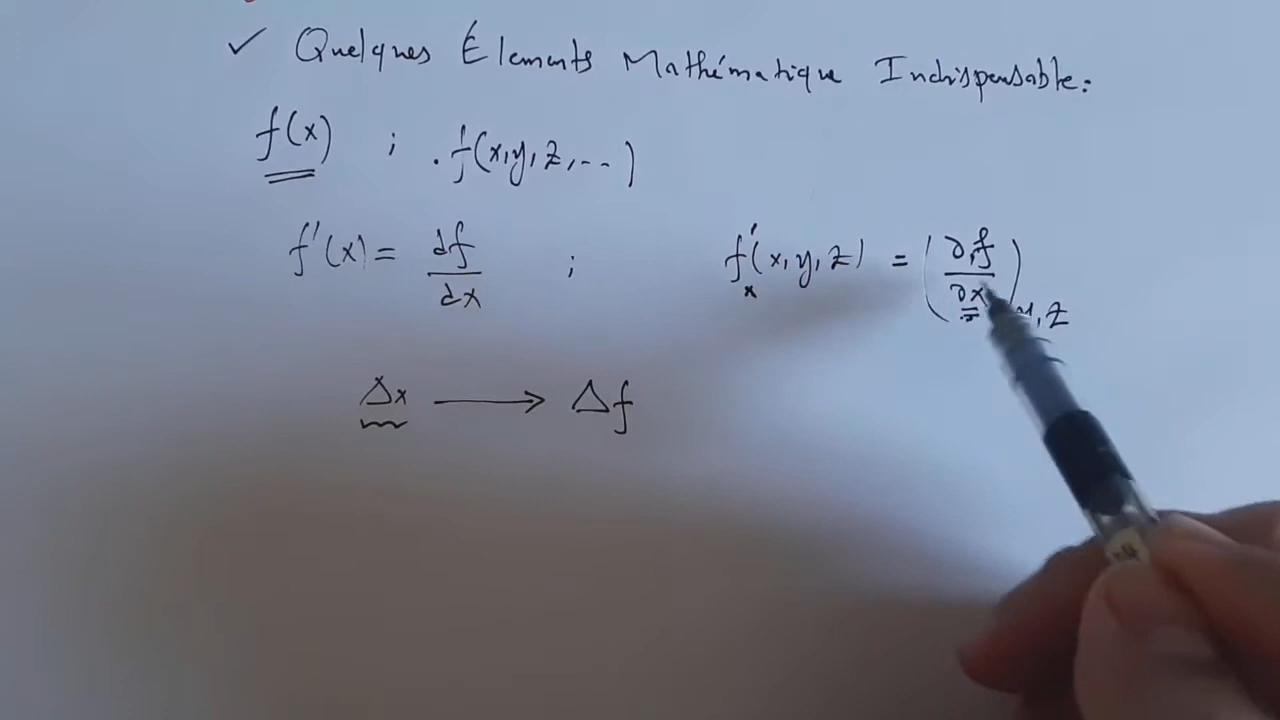 ✓ Quelques Élements Mathématique Indispensable:
f(x) ; . f(x,y,z,...)
f'(x) = df/dx ; f'x(x,y,z) = (∂f/∂x)y,z
Δx → Δf